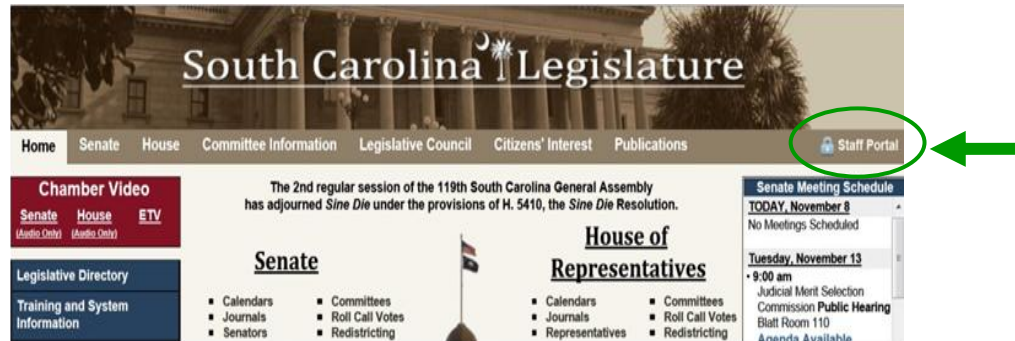 South Carolina Legislature
Home Senate House Committee Information Legislative Council Citizens' Interest Publications Staff Portal
Chamber Video
Senate House ETV
(Audio Only) (Audio Only)
Legislative Directory
Training and System
Information
The 2nd regular session of the 119th South Carolina General Assembly
has adjourned Sine Die under the provisions of H. 5410, the Sine Die Resolution.
Senate
▪ Calendars ▪ Committees
▪ Journals ▪ Roll Call Votes
▪ Senators ▪ Redistricting
House of
Representatives
▪ Calendars ▪ Committees
▪ Journals ▪ Roll Call Votes
▪ Representatives ▪ Redistricting
Senate Meeting Schedule
TODAY, November 8
No Meetings Scheduled
Tuesday, November 13
• 9:00 am
Judicial Merit Selection
Commission Public Hearing
Blatt Room 110
Agenda Available